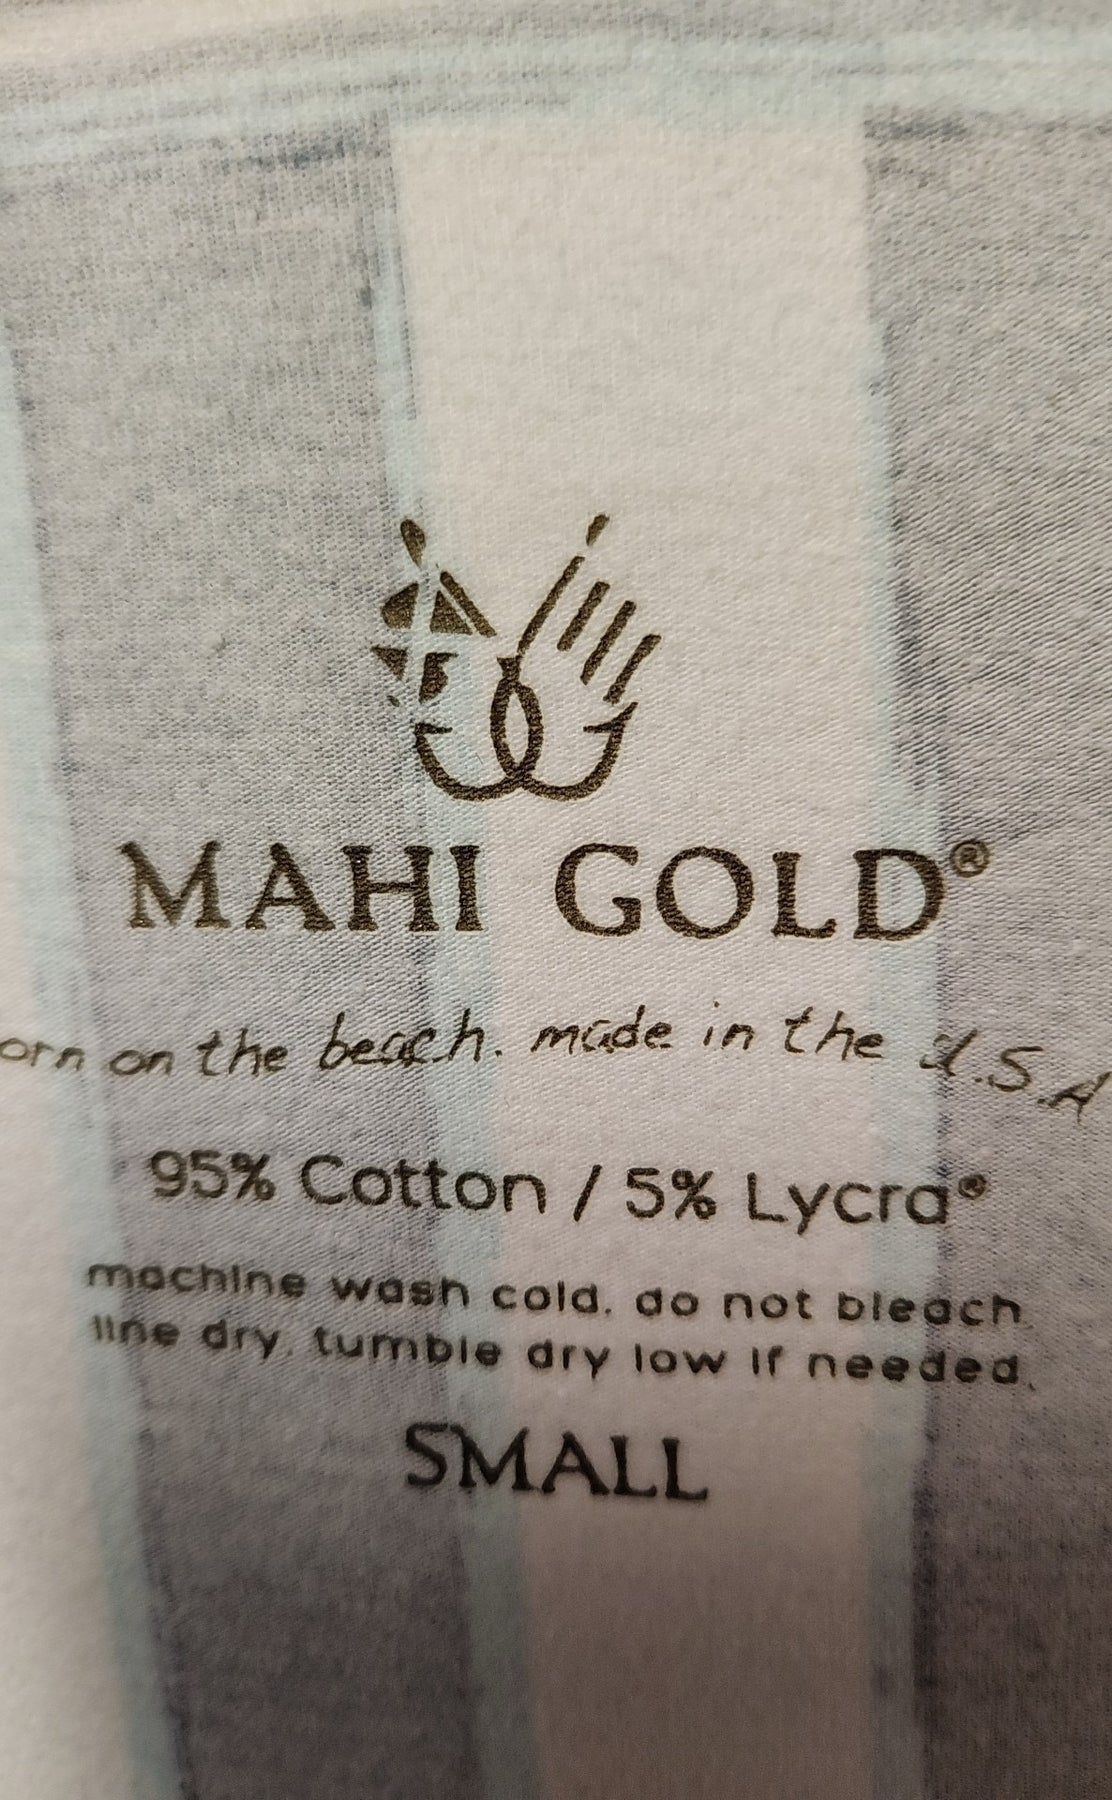 MAHI GOLD®
orn on the beach. made in the U.S.A
95% Cotton / 5% Lycra®
machine wash cold. do not bleach.
line dry. tumble dry low if needed.
SMALL